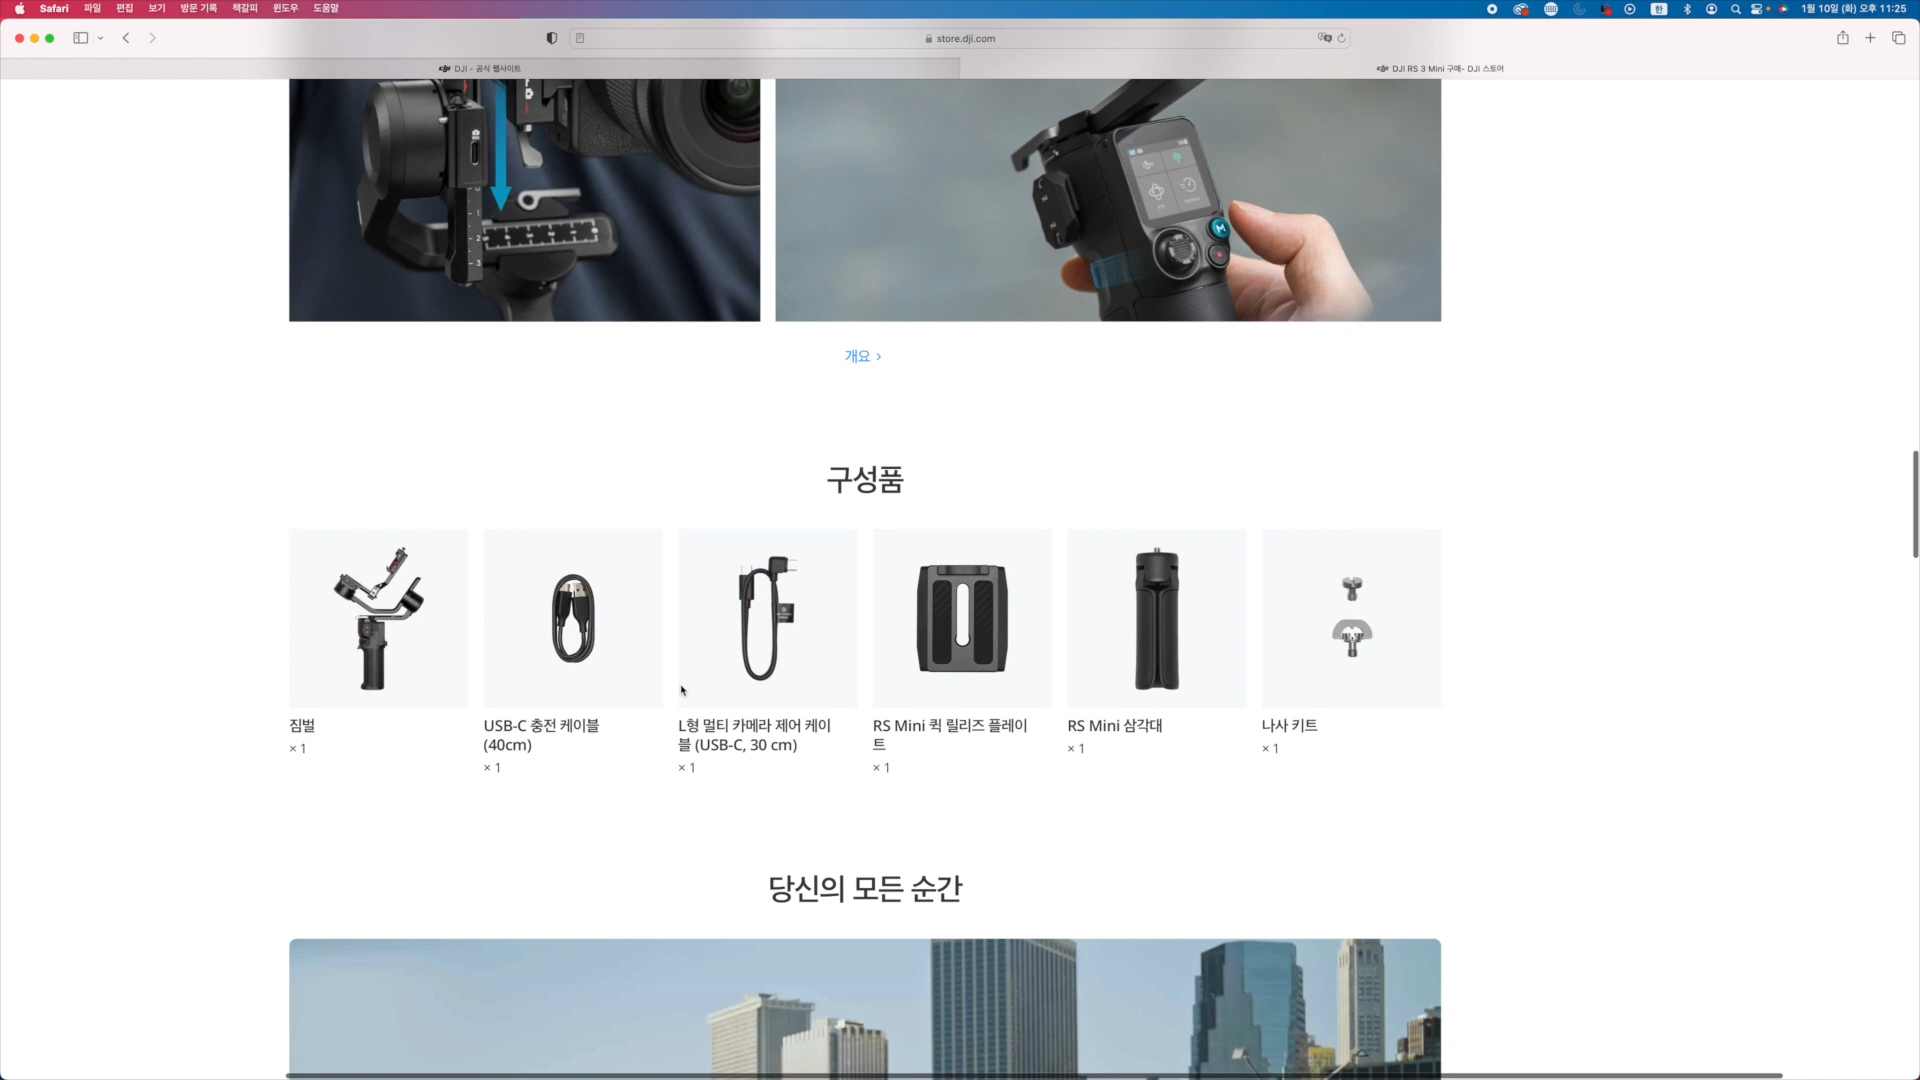 Safari 파일 편집 보기 방문 기록 책갈피 윈도우 도움말
한 1월 10일 (화) 오후 11:25
store.dji.com
DJI - 공식 웹사이트
DJI RS 3 Mini 구매- DJI 스토어
0
1
2
3
M
개요 >
구성품
짐벌
× 1
USB-C 충전 케이블
(40cm)
× 1
L형 멀티 카메라 제어 케이
블 (USB-C, 30 cm)
× 1
RS Mini 퀵 릴리즈 플레이
트
× 1
RS Mini 삼각대
× 1
나사 키트
× 1
당신의 모든 순간